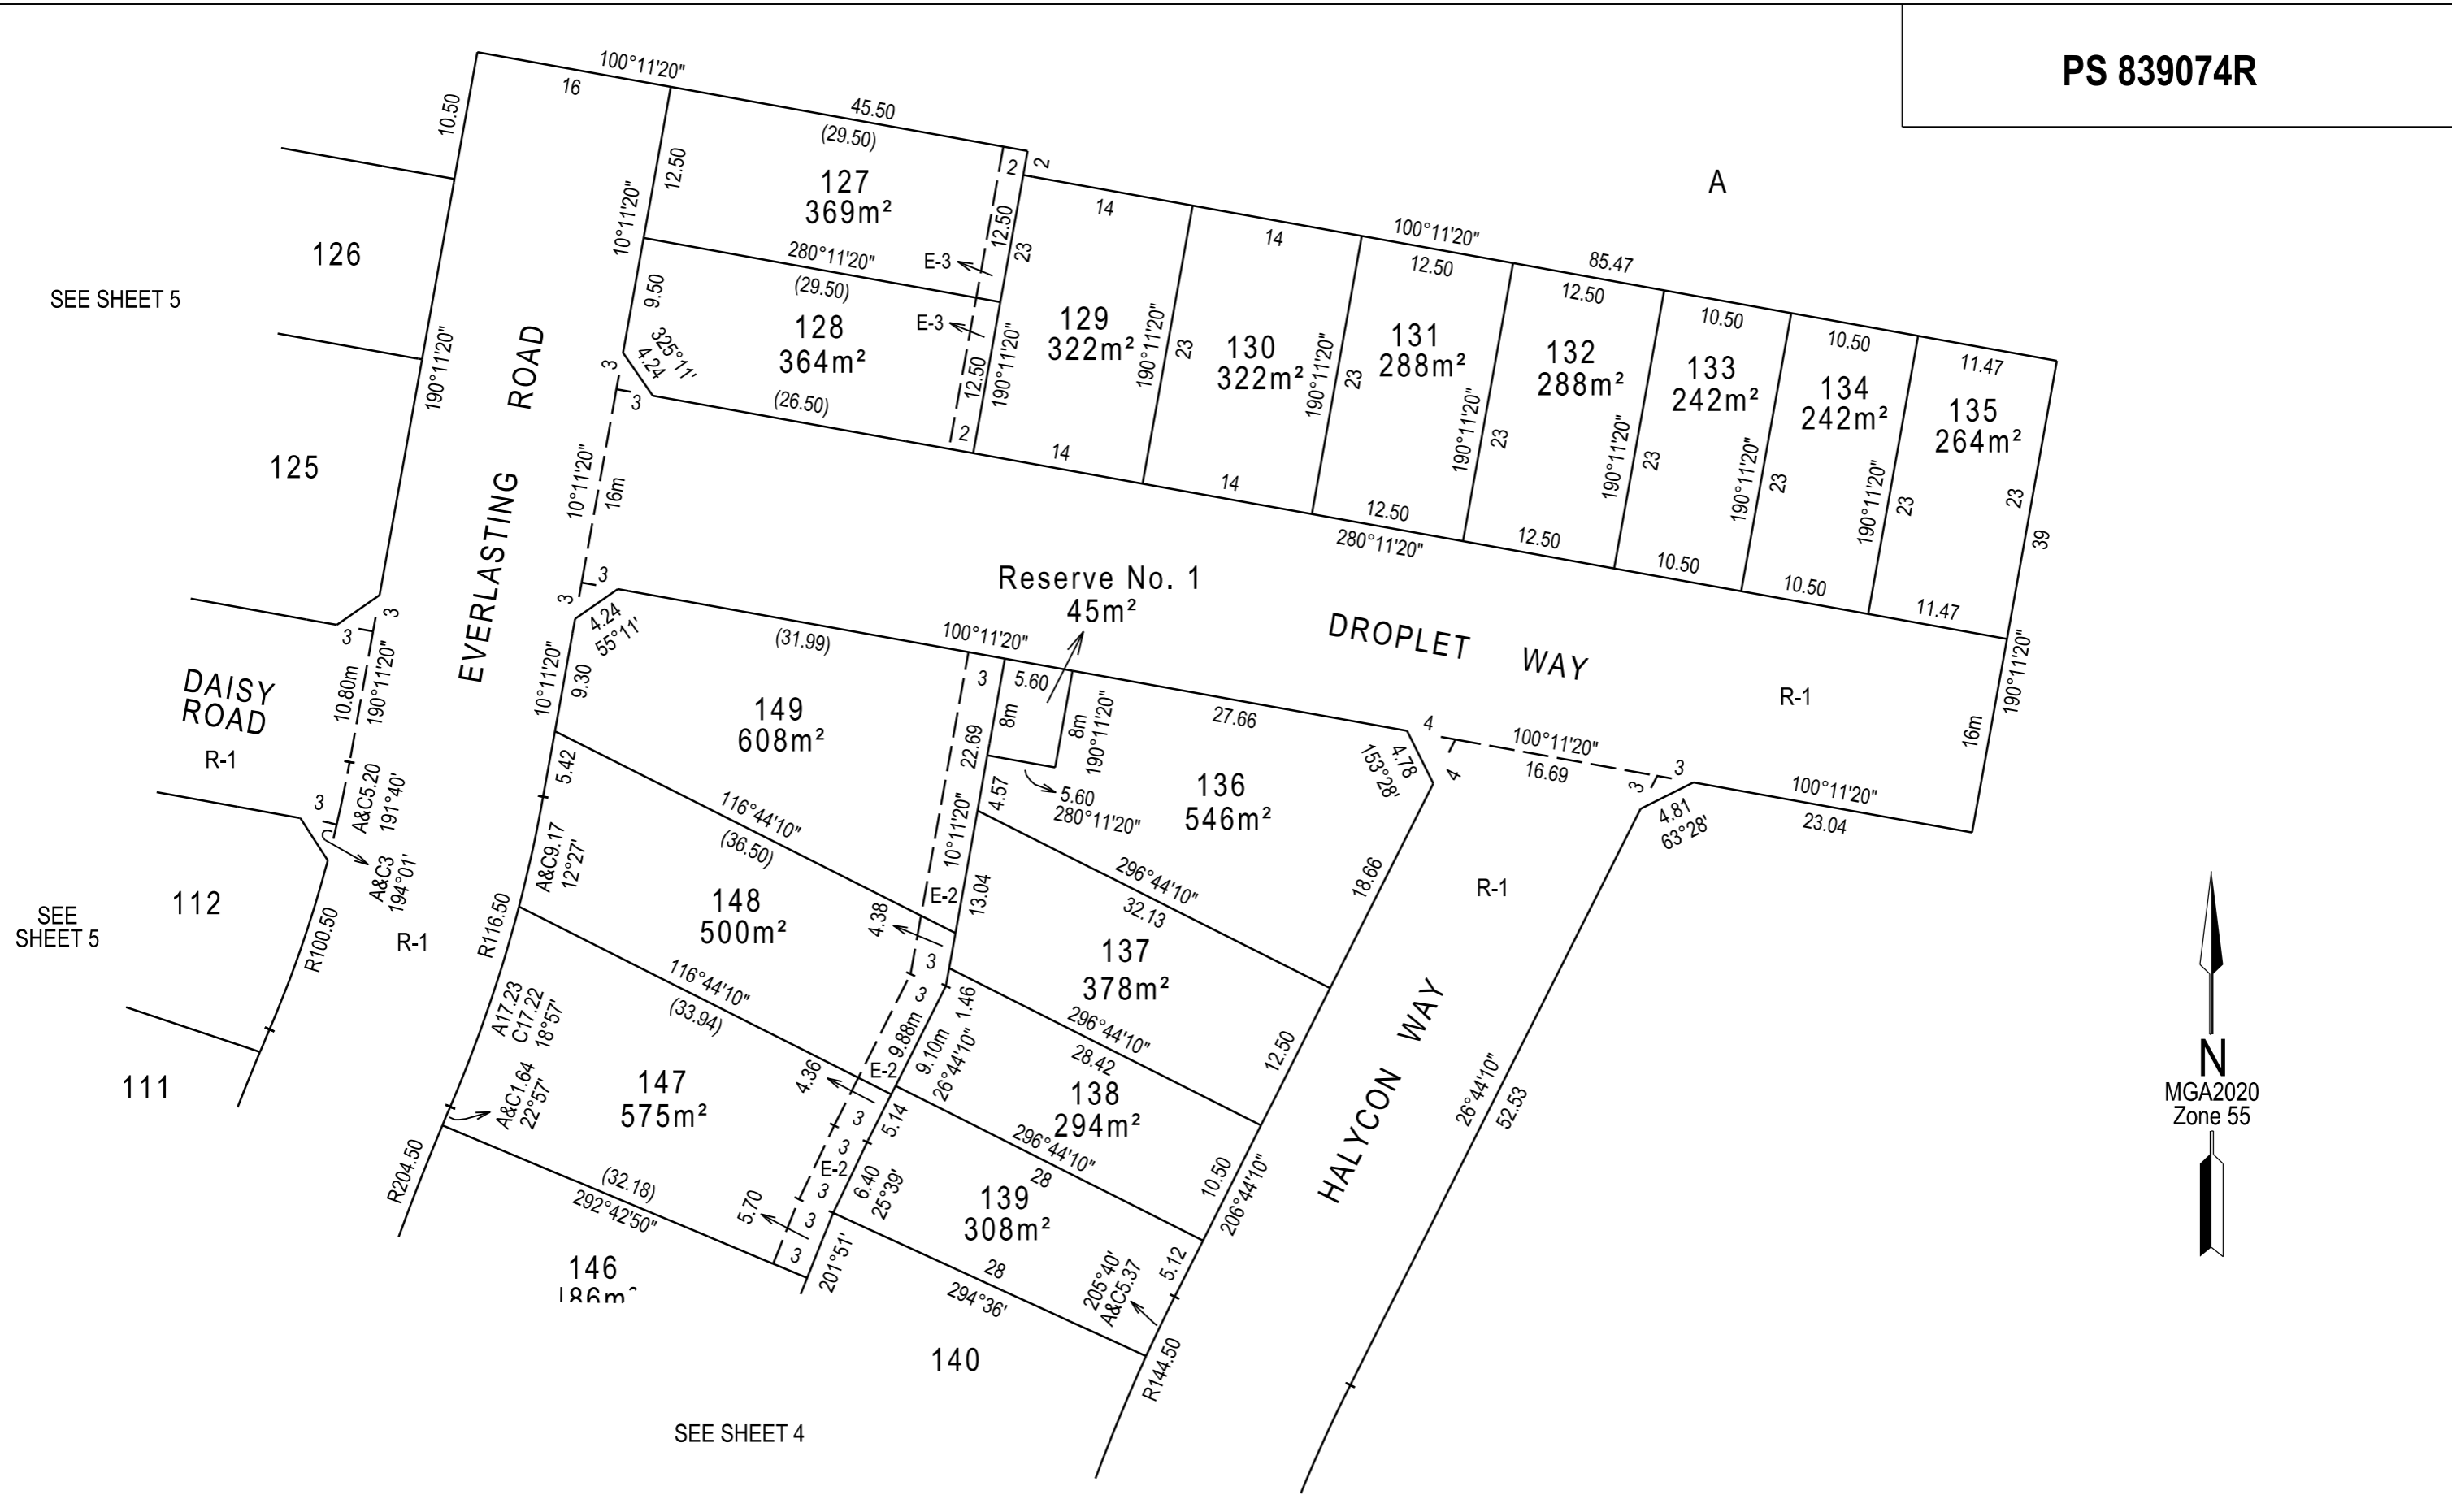 PS 839074R
100°11'20"
16
45.50
(29.50)
10.50
12.50
127
369m²
2
2
12.50
23
10°11'20"
280°11'20"
E-3
(29.50)
9.50
128
364m²
E-3
325°11'
4.24
12.50
190°11'20"
(26.50)
2
3
3
A
126
SEE SHEET 5
125
190°11'20"
EVERLASTING ROAD
10°11'20"
16m
14
14
100°11'20"
85.47
12.50
12.50
10.50
10.50
11.47
129
322m²
190°11'20"
23
130
322m²
190°11'20"
23
131
288m²
190°11'20"
23
132
288m²
190°11'20"
23
133
242m²
190°11'20"
23
134
242m²
190°11'20"
23
135
264m²
23
39
14
14
12.50
280°11'20"
12.50
10.50
10.50
11.47
190°11'20"
16m
3
3
4.24
55°11'
3
3
10.80m
190°11'20"
DAISY
ROAD
R-1
3
A&C5.20
191°40'
A&C3
194°01'
Reserve No. 1
45m²
DROPLET WAY
R-1
(31.99)
100°11'20"
3
5.60
8m
8m
190°11'20"
27.66
10°11'20"
9.30
149
608m²
22.69
4.57
5.60
280°11'20"
136
546m²
4.78
153°28'
4
4
100°11'20"
16.69
3
3
4.81
63°28'
100°11'20"
23.04
5.42
116°44'10"
(36.50)
10°11'20"
E-2
13.04
296°44'10"
32.13
18.66
R-1
A&C9.17
12°27'
148
500m²
4.38
3
3
112
SEE
SHEET 5
R100.50
R-1
R116.50
137
378m²
116°44'10"
(33.94)
1.46
9.88m
9.10m
26°44'10"
296°44'10"
28.42
12.50
HALYCON WAY
26°44'10"
52.53
A17.23
C17.22
18°57'
A&C1.64
22°57'
147
575m²
4.36
E-2
3
5.14
138
294m²
111
296°44'10"
28
10.50
206°44'10"
R204.50
(32.18)
292°42'50"
3
E-2
3
6.40
25°39'
5.70
3
3
201°51'
139
308m²
28
294°36'
5.12
205°40'
A&C5.37
R144.50
146
140
SEE SHEET 4
N
MGA2020
Zone 55